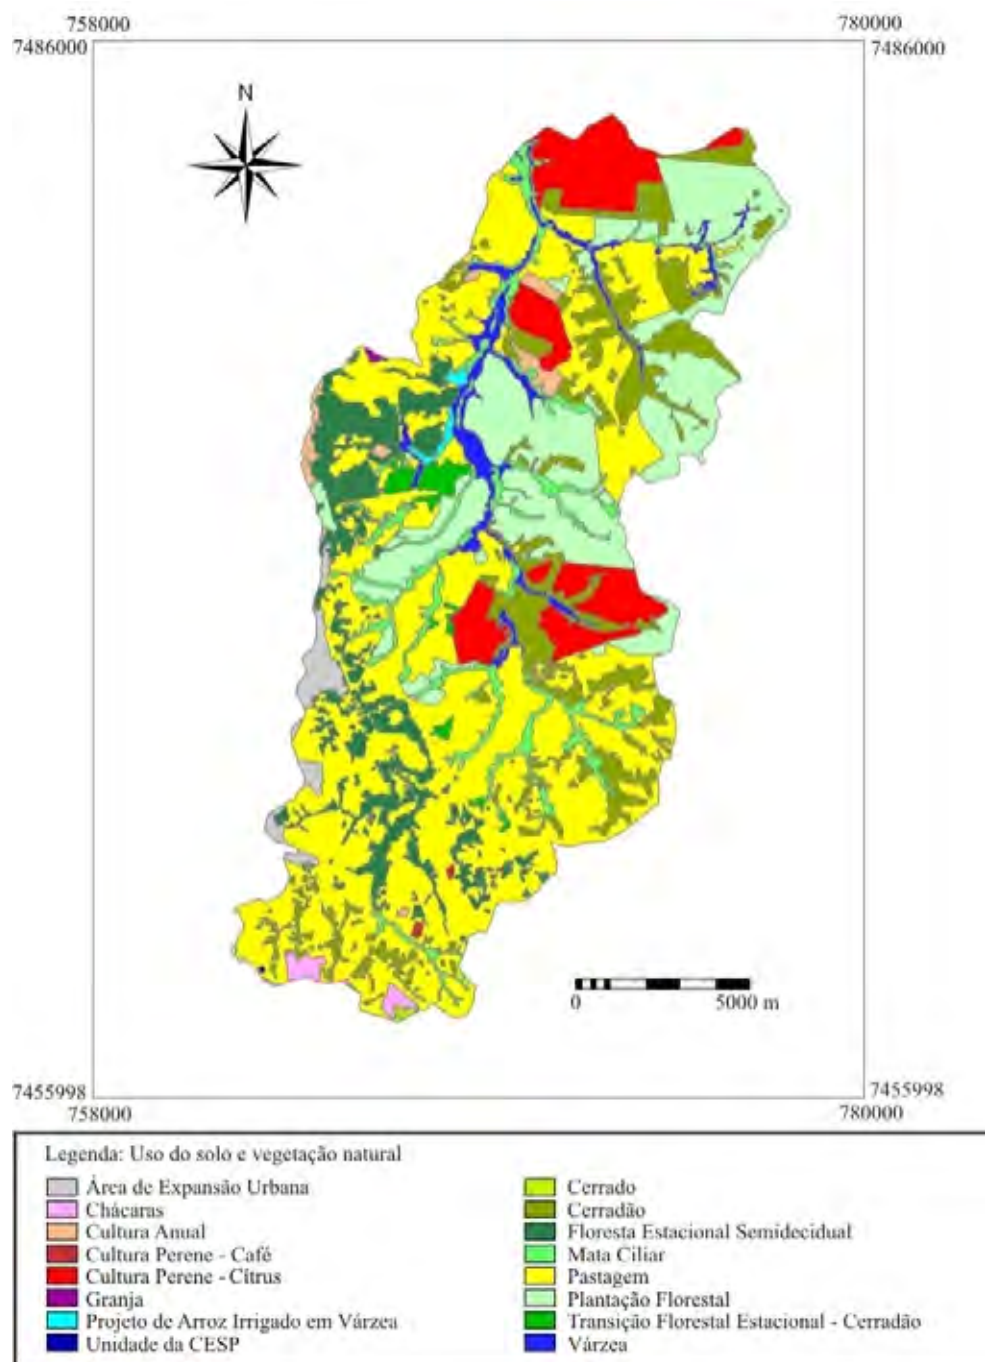 758000 780000
7486000 7486000
N
0 5000 m
7455998 7455998
758000 780000
Legenda: Uso do solo e vegetação natural
Área de Expansão Urbana
Chácaras
Cultura Anual
Cultura Perene - Café
Cultura Perene - Cítrus
Granja
Projeto de Arroz Irrigado em Várzea
Unidade da CESP
Cerrado
Cerradão
Floresta Estacional Semidecidual
Mata Ciliar
Pastagem
Plantação Florestal
Transição Florestal Estacional - Cerradão
Várzea